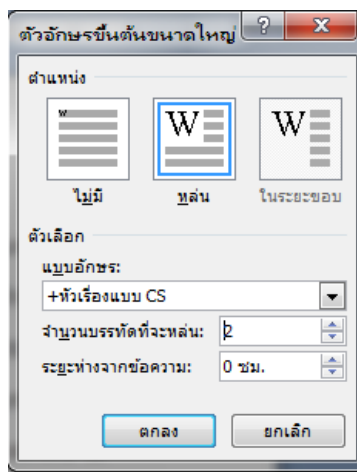 ตัวอักษรขึ้นต้นขนาดใหญ่
ตำแหน่ง
W W W
ไม่มี หล่น ในระยะขอบ
ตัวเลือก
แบบอักษร:
+หัวเรื่องแบบ CS
จำนวนบรรทัดที่จะหล่น: 2
ระยะห่างจากข้อความ: 0 ซม.
ตกลง ยกเลิก